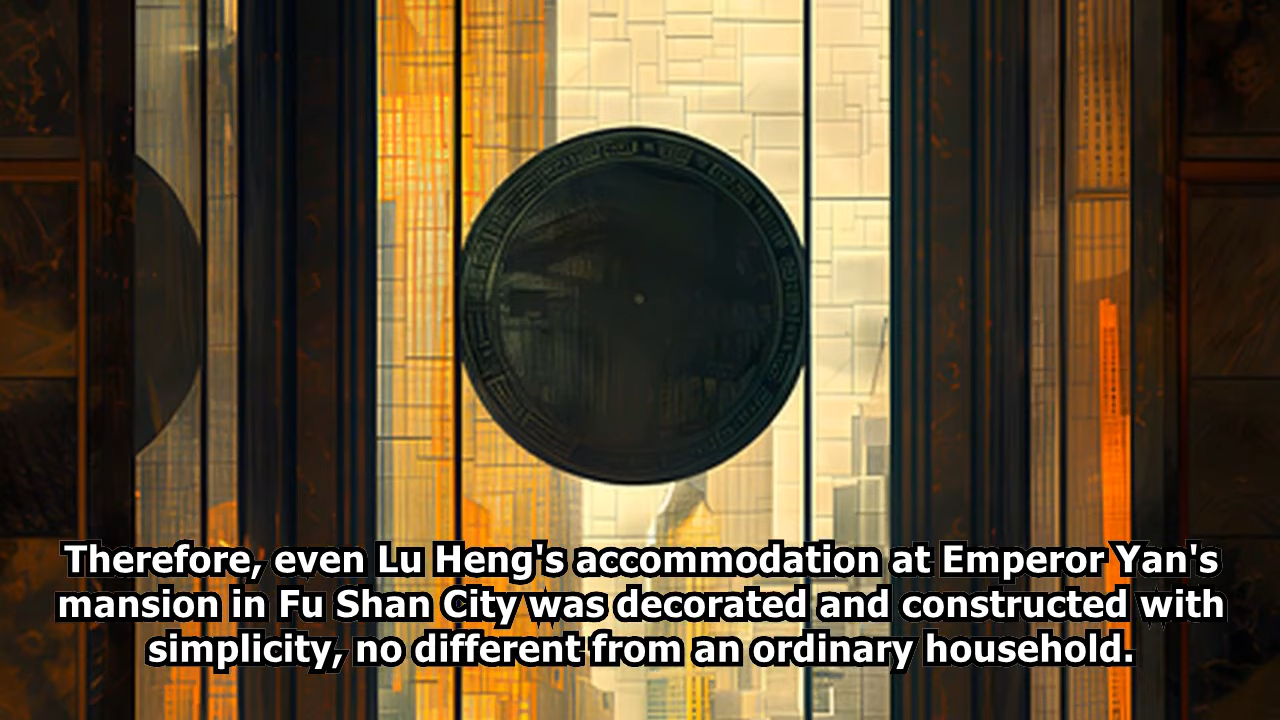 Therefore, even Lu Heng's accommodation at Emperor Yan's
mansion in Fu Shan City was decorated and constructed with
simplicity, no different from an ordinary household.